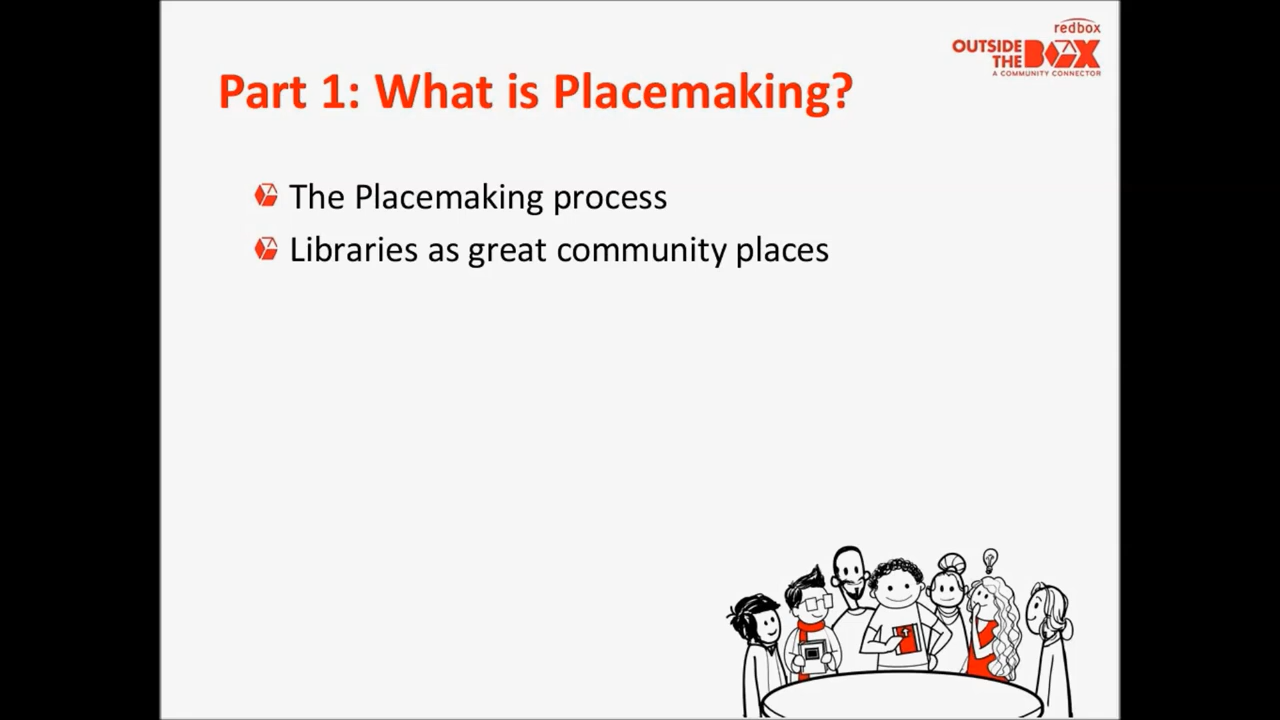 redbox
OUTSIDE
THE BOX
A COMMUNITY CONNECTOR
Part 1: What is Placemaking?
The Placemaking process
Libraries as great community places